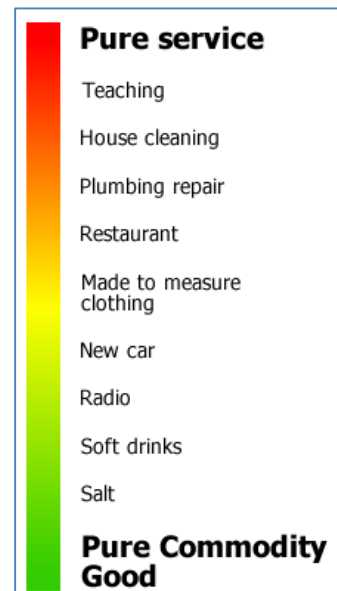 Pure service
Teaching
House cleaning
Plumbing repair
Restaurant
Made to measure
clothing
New car
Radio
Soft drinks
Salt
Pure Commodity
Good